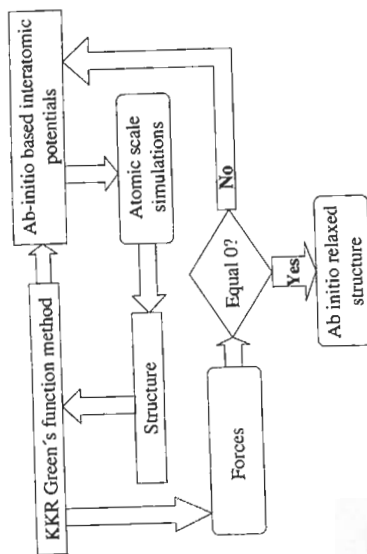 KKR Green´s function method
Ab-initio based interatomic
potentials
Structure
Atomic scale
simulations
Forces
Equal 0?
No
Yes
Ab initio relaxed
structure